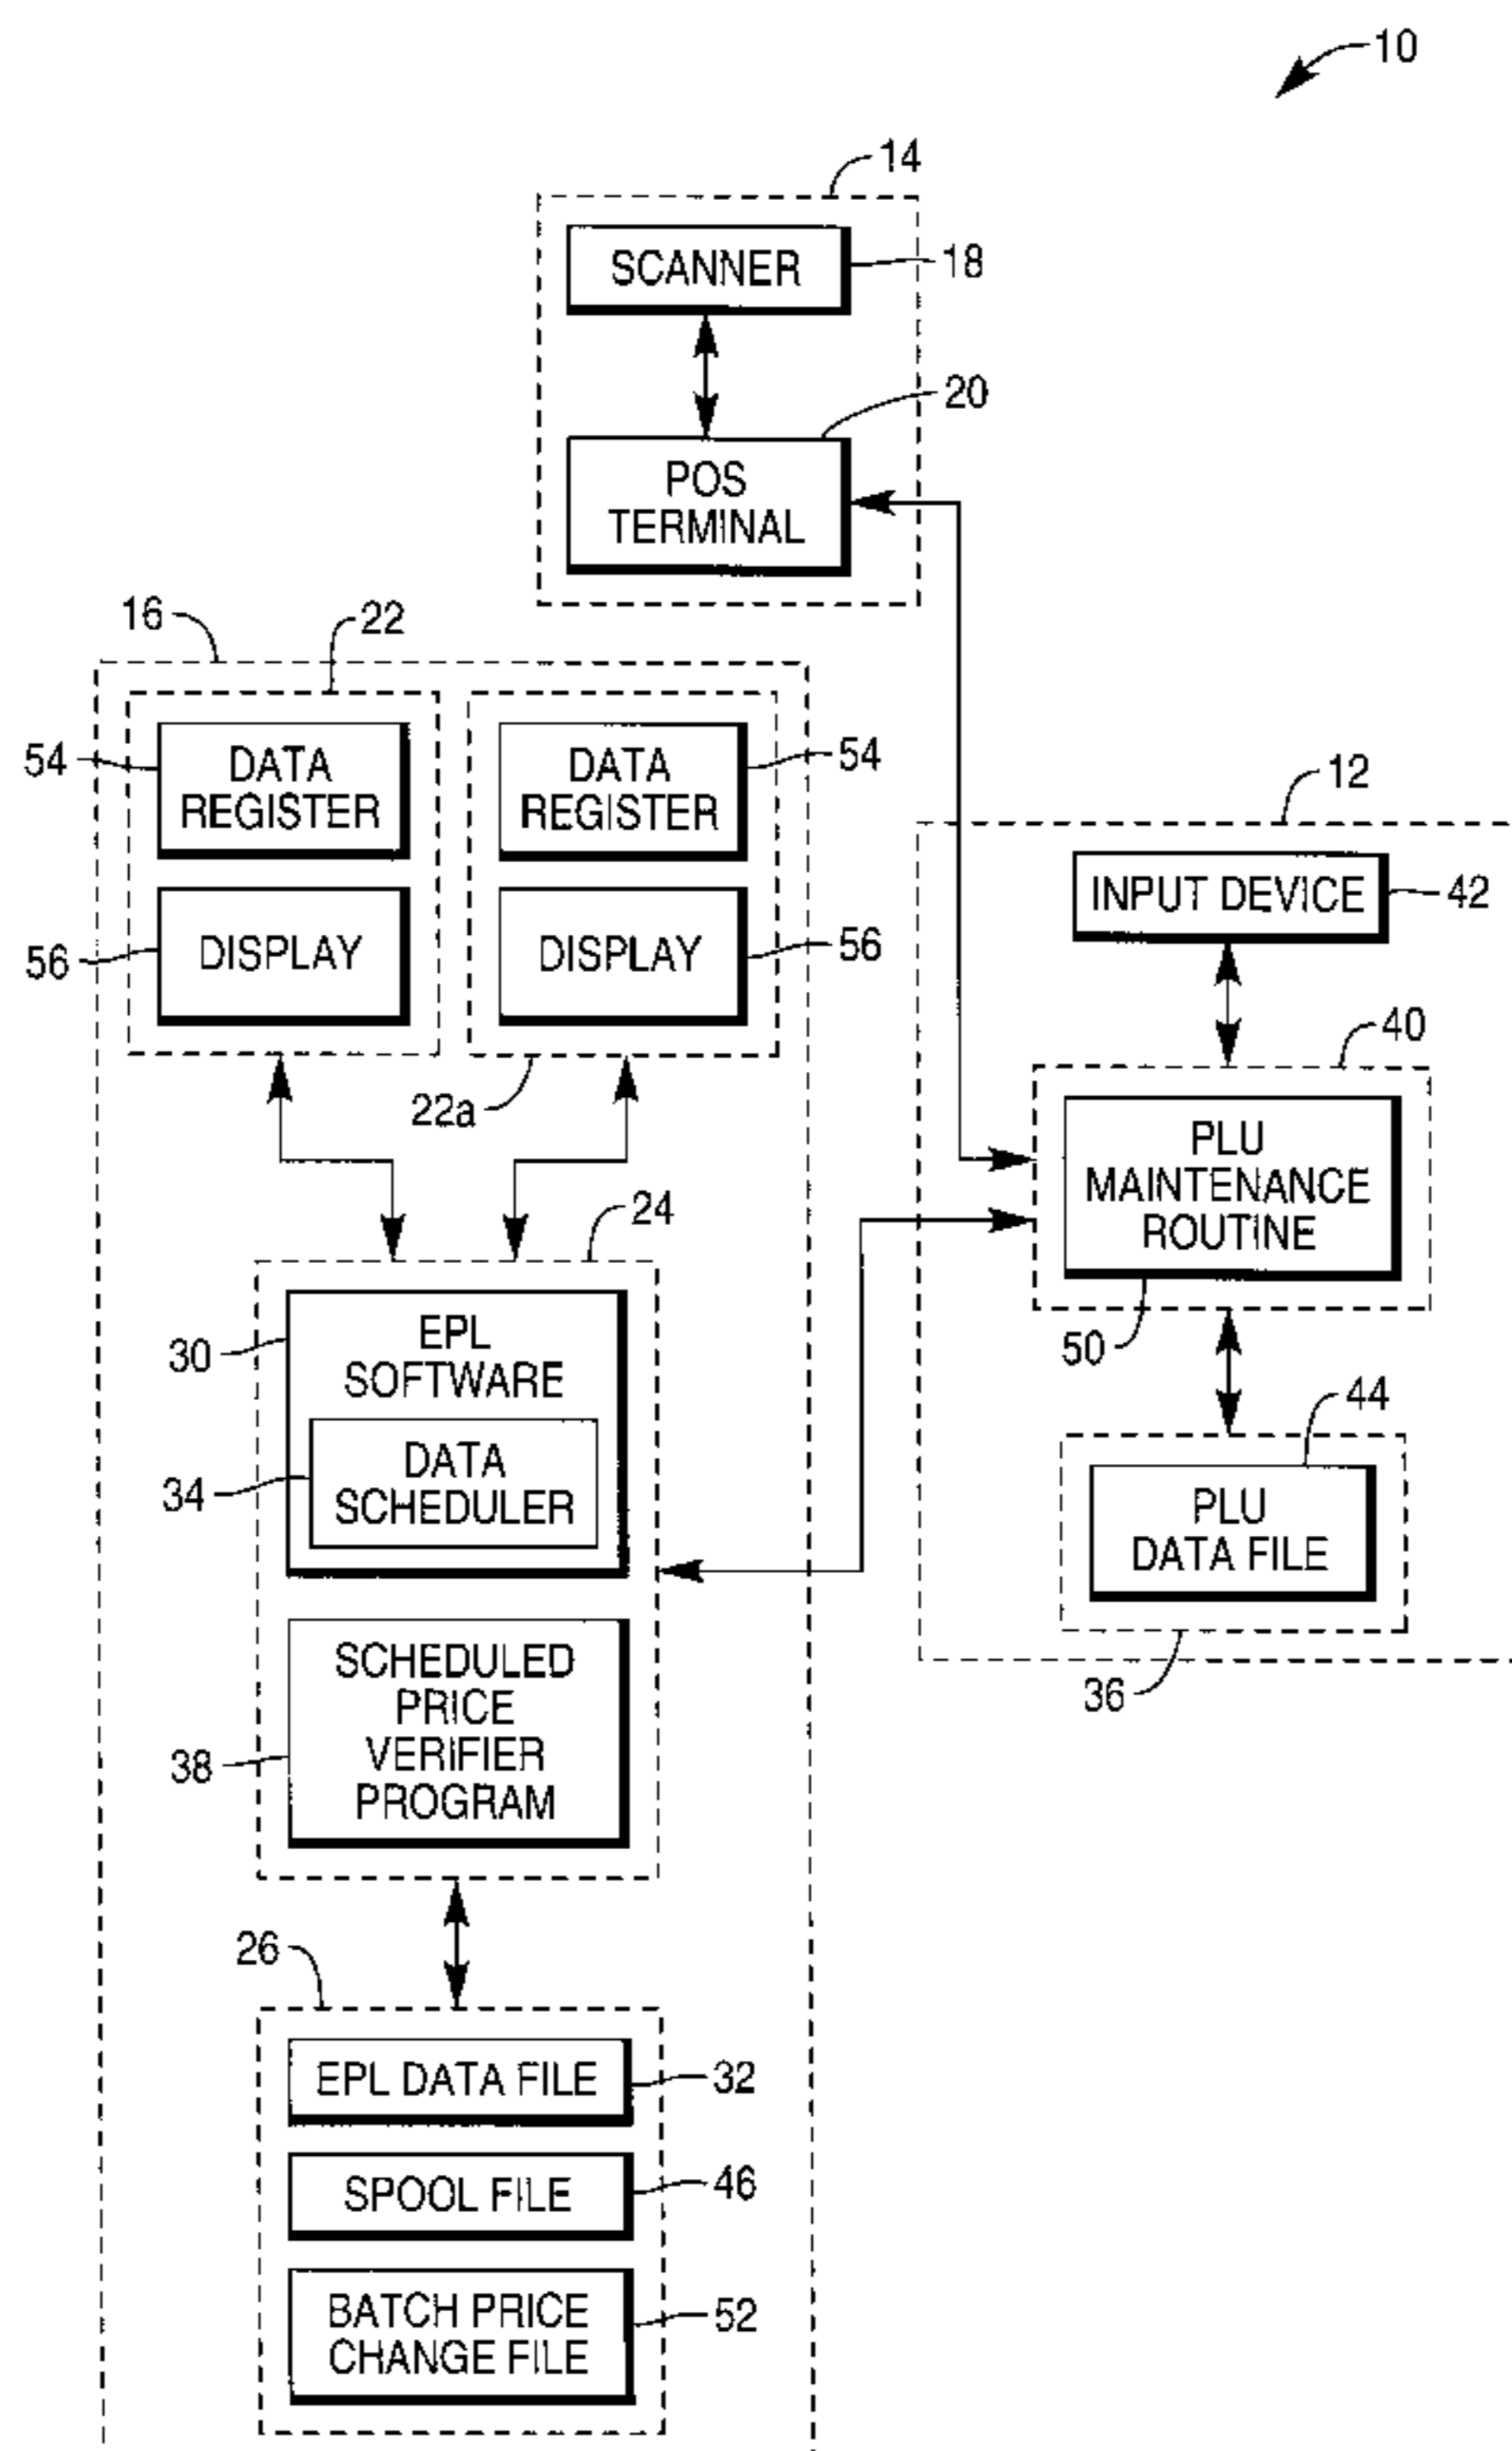 10
14
SCANNER
18
20
POS
TERMINAL
16
22
54
DATA
REGISTER
DATA
REGISTER
54
12
INPUT DEVICE
42
56
DISPLAY
DISPLAY
56
22a
40
PLU
MAINTENANCE
ROUTINE
50
24
30
EPL
SOFTWARE
34
DATA
SCHEDULER
44
PLU
DATA FILE
36
38
SCHEDULED
PRICE
VERIFIER
PROGRAM
26
EPL DATA FILE
32
SPOOL FILE
46
BATCH PRICE
CHANGE FILE
52